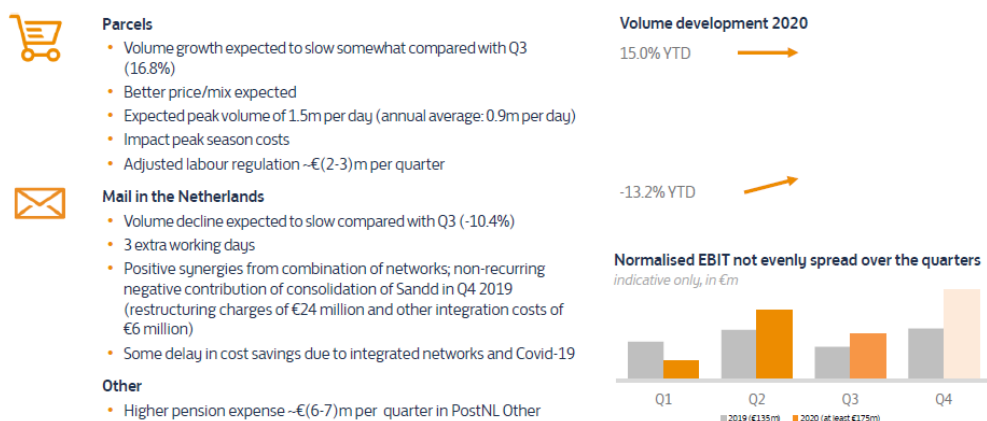 Parcels
• Volume growth expected to slow somewhat compared with Q3
(16.8%)
• Better price/mix expected
• Expected peak volume of 1.5m per day (annual average: 0.9m per day)
• Impact peak season costs
• Adjusted labour regulation ~€(2-3)m per quarter
Mail in the Netherlands
• Volume decline expected to slow compared with Q3 (-10.4%)
• 3 extra working days
• Positive synergies from combination of networks; non-recurring
negative contribution of consolidation of Sandd in Q4 2019
(restructuring charges of €24 million and other integration costs of
€6 million)
• Some delay in cost savings due to integrated networks and Covid-19
Other
• Higher pension expense ~€(6-7)m per quarter in PostNL Other
Volume development 2020
15.0% YTD
-13.2% YTD
Normalised EBIT not evenly spread over the quarters
indicative only, in €m
Q1 Q2 Q3 Q4
2019 (€135m) 2020 (at least €175m)